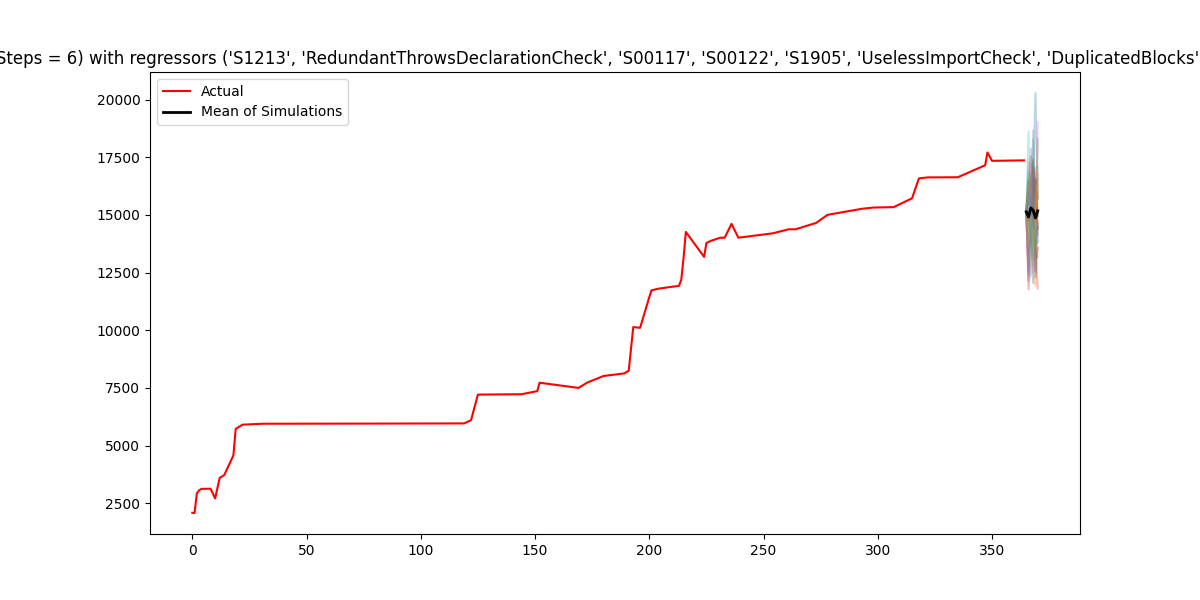 Steps = 6) with regressors ('S1213', 'RedundantThrowsDeclarationCheck', 'S00117', 'S00122', 'S1905', 'UselessImportCheck', 'DuplicatedBlocks'
Actual
Mean of Simulations
20000
17500
15000
12500
10000
7500
5000
2500
0 50 100 150 200 250 300 350